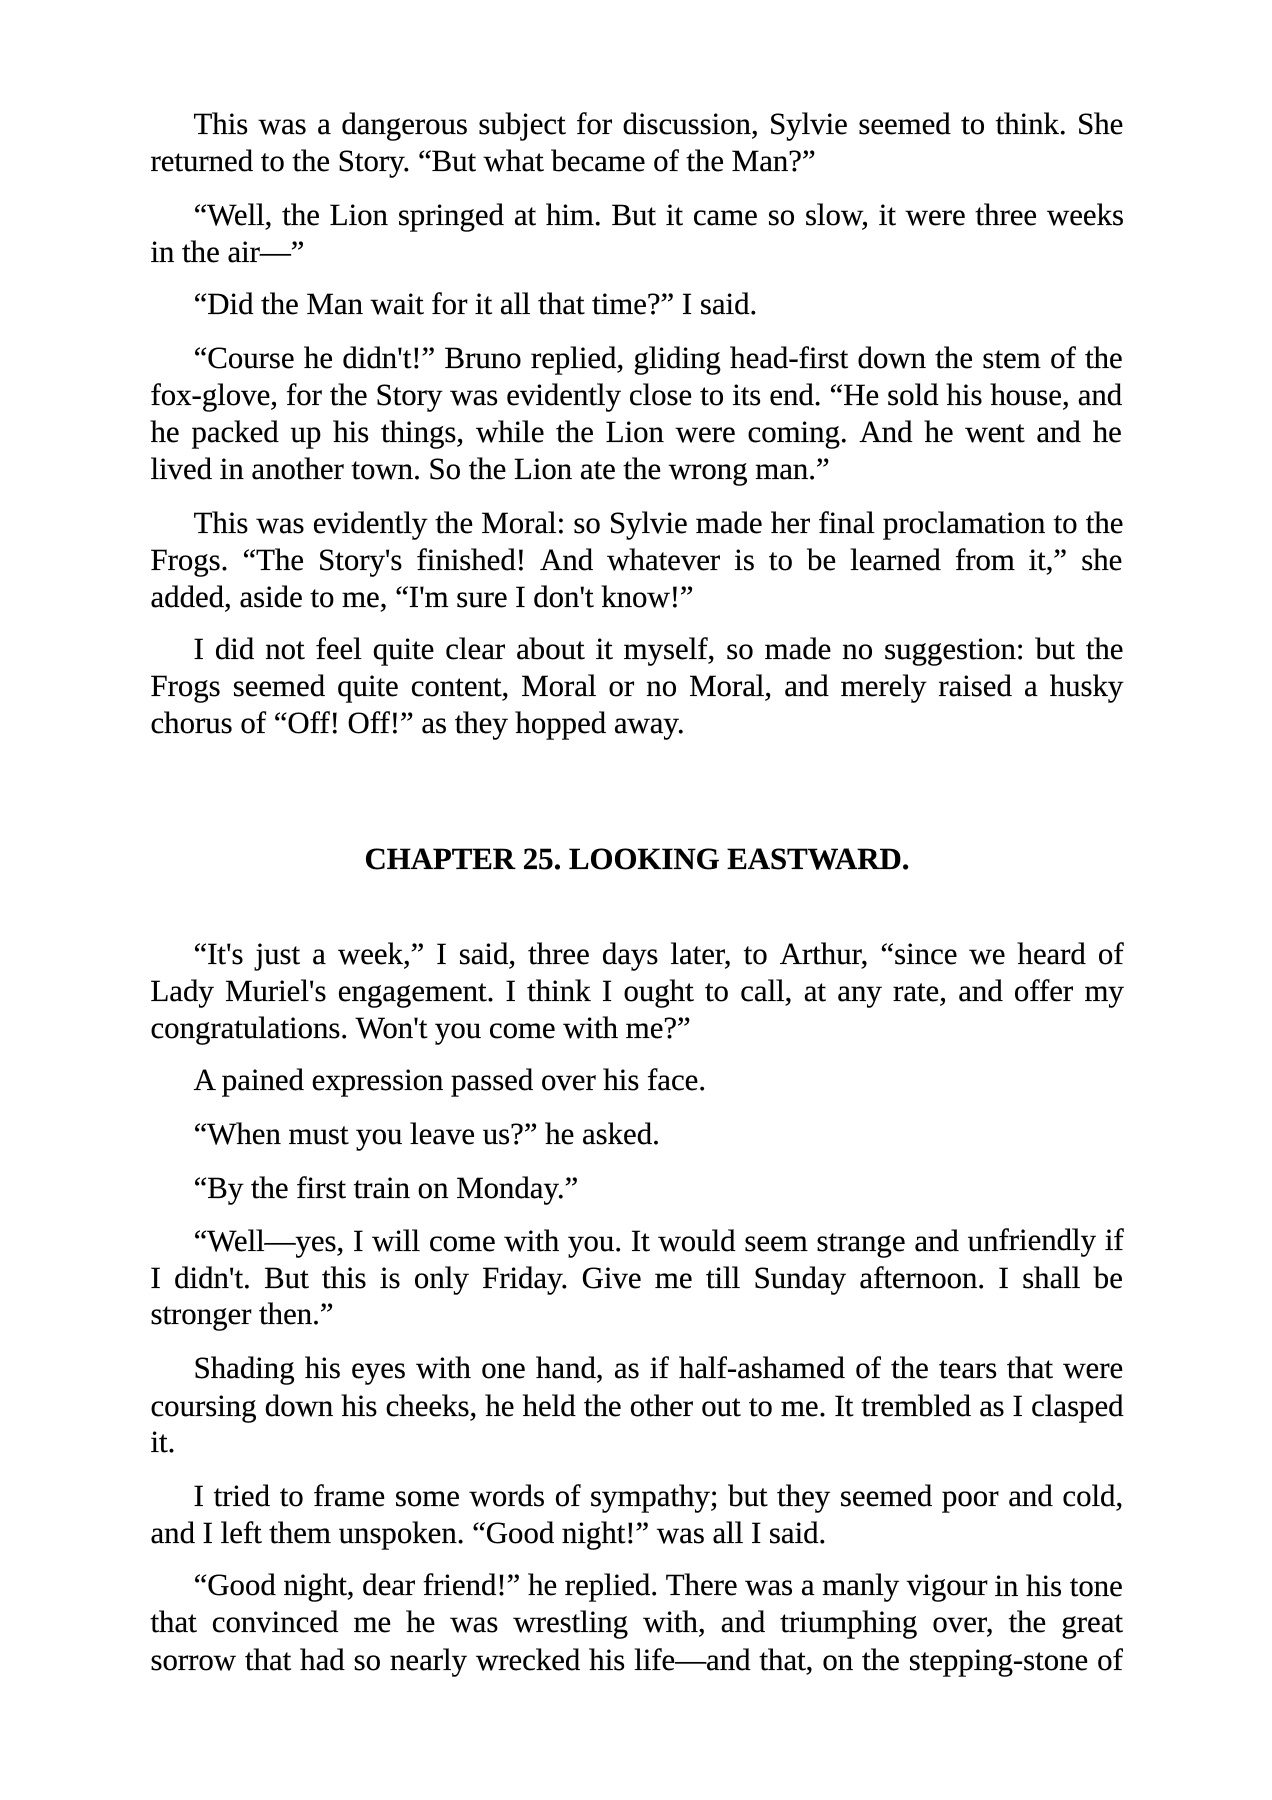 This was a dangerous subject for discussion, Sylvie seemed to think. She
returned to the Story. “But what became of the Man?”
“Well, the Lion springed at him. But it came so slow, it were three weeks
in the air—”
“Did the Man wait for it all that time?” I said.
“Course he didn't!” Bruno replied, gliding head-first down the stem of the
fox-glove, for the Story was evidently close to its end. “He sold his house, and
he packed up his things, while the Lion were coming. And he went and he
lived in another town. So the Lion ate the wrong man.”
This was evidently the Moral: so Sylvie made her final proclamation to the
Frogs. “The Story's finished! And whatever is to be learned from it,” she
added, aside to me, “I'm sure I don't know!”
I did not feel quite clear about it myself, so made no suggestion: but the
Frogs seemed quite content, Moral or no Moral, and merely raised a husky
chorus of “Off! Off!” as they hopped away.
CHAPTER 25. LOOKING EASTWARD.
“It's just a week,” I said, three days later, to Arthur, “since we heard of
Lady Muriel's engagement. I think I ought to call, at any rate, and offer my
congratulations. Won't you come with me?”
A pained expression passed over his face.
“When must you leave us?” he asked.
“By the first train on Monday.”
“Well—yes, I will come with you. It would seem strange and unfriendly if
I didn't. But this is only Friday. Give me till Sunday afternoon. I shall be
stronger then.”
Shading his eyes with one hand, as if half-ashamed of the tears that were
coursing down his cheeks, he held the other out to me. It trembled as I clasped
it.
I tried to frame some words of sympathy; but they seemed poor and cold,
and I left them unspoken. “Good night!” was all I said.
“Good night, dear friend!” he replied. There was a manly vigour in his tone
that convinced me he was wrestling with, and triumphing over, the great
sorrow that had so nearly wrecked his life—and that, on the stepping-stone of